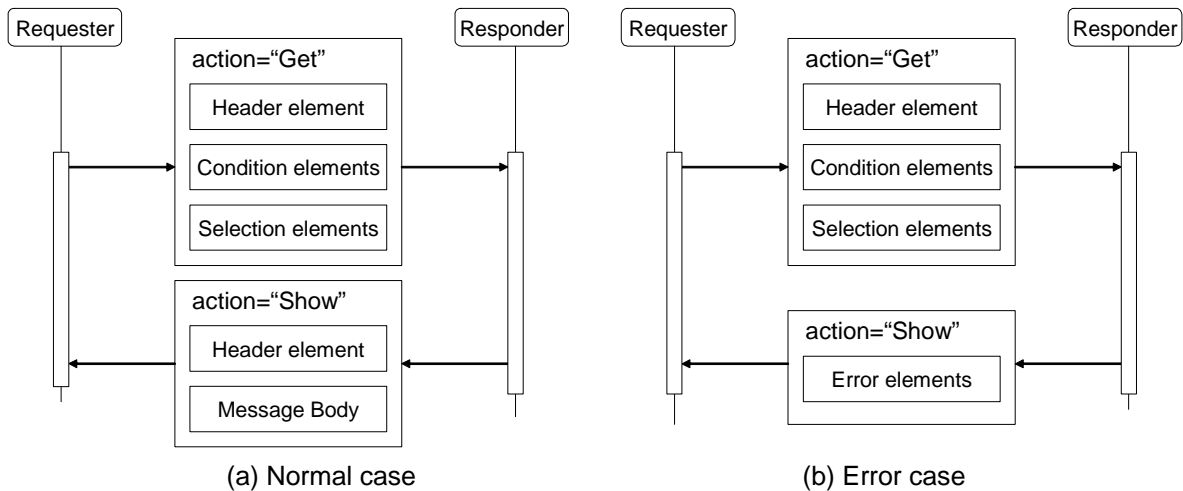 Requester
Responder
action=“Get”
Header element
Condition elements
Selection elements
action=“Show”
Header element
Message Body
(a) Normal case
Requester
Responder
action=“Get”
Header element
Condition elements
Selection elements
action=“Show”
Error elements
(b) Error case